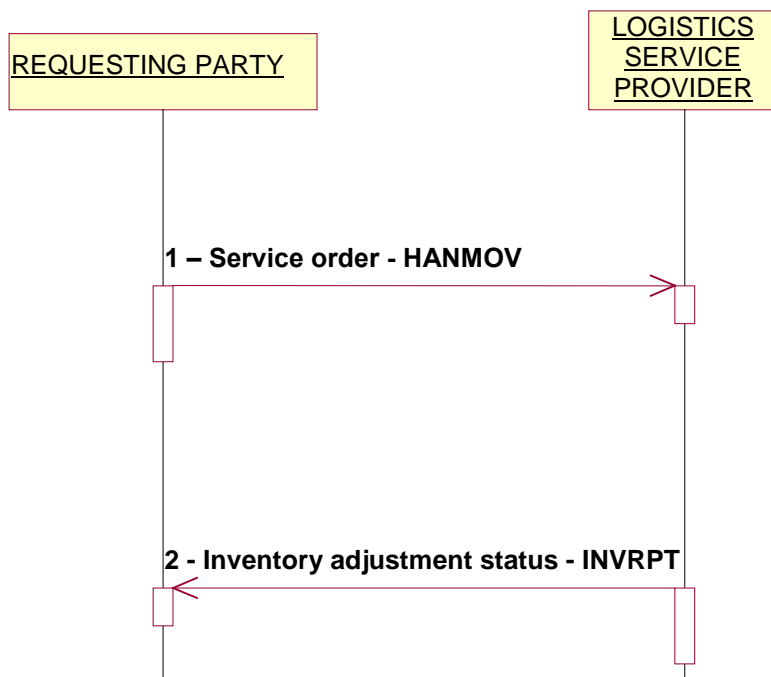 REQUESTING PARTY
LOGISTICS
SERVICE
PROVIDER
1 – Service order - HANMOV
2 - Inventory adjustment status - INVRPT